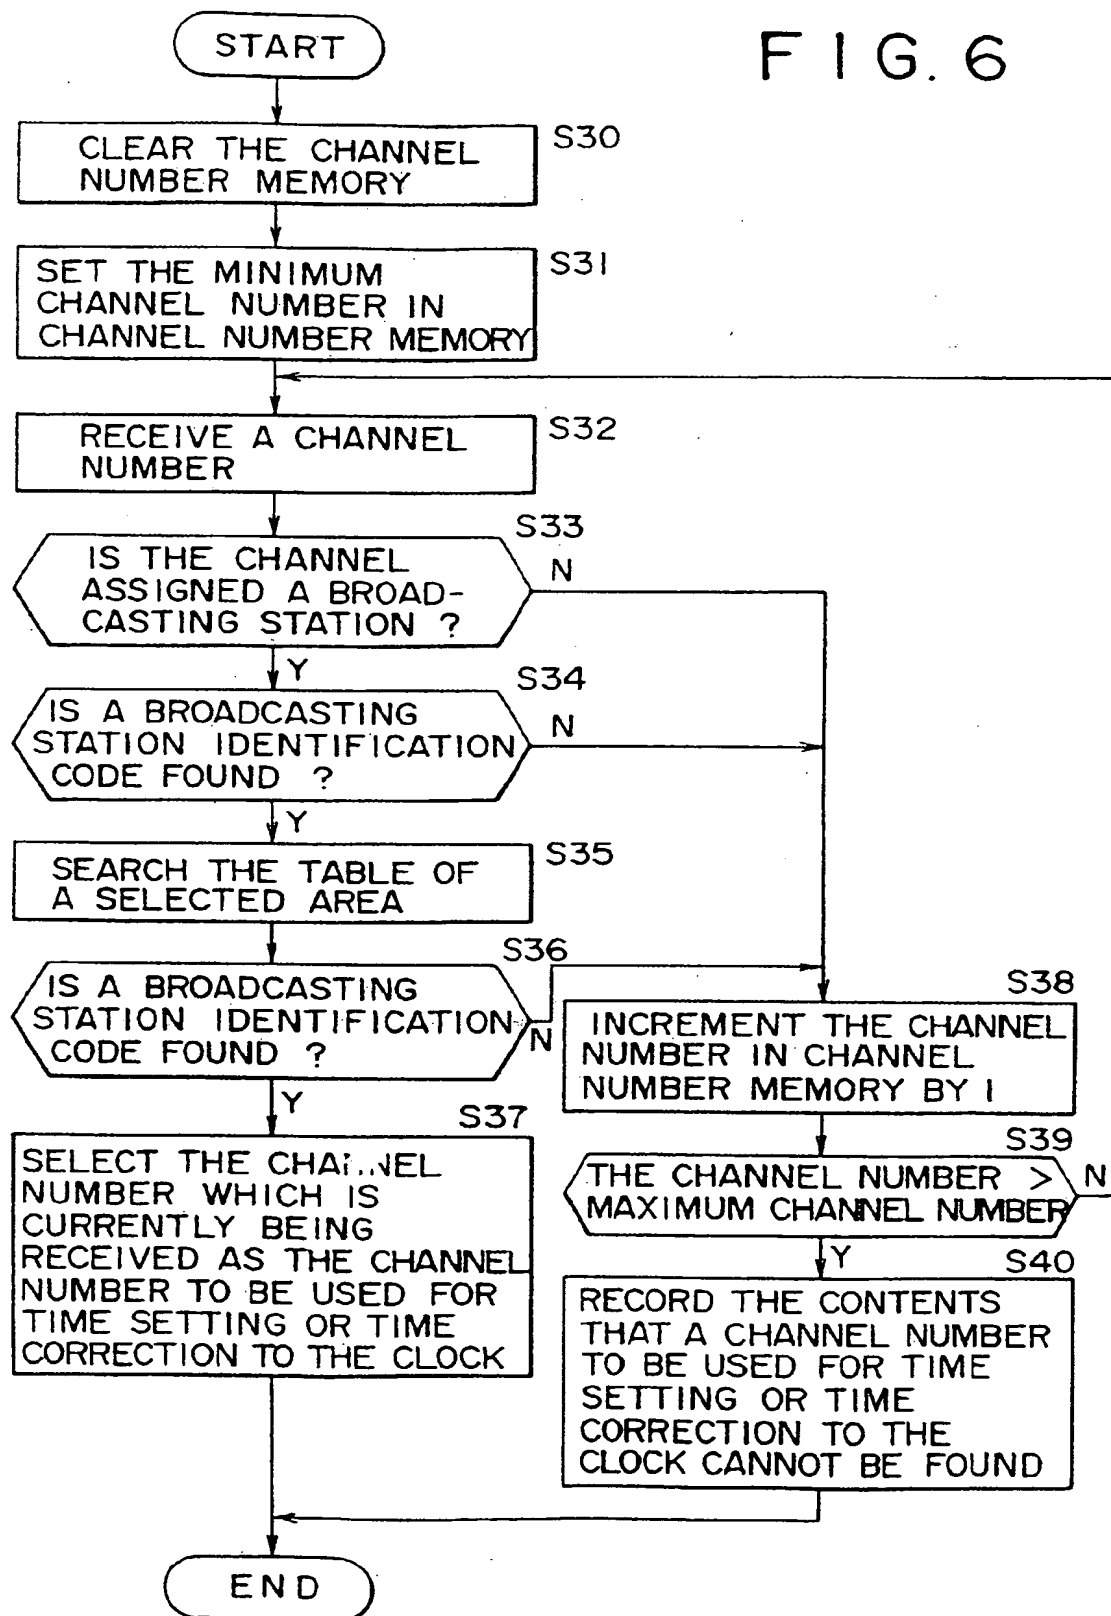 START
FIG. 6
S30
CLEAR THE CHANNEL
NUMBER MEMORY
S31
SET THE MINIMUM
CHANNEL NUMBER IN
CHANNEL NUMBER MEMORY
S32
RECEIVE A CHANNEL
NUMBER
S33
IS THE CHANNEL
ASSIGNED A BROAD-
CASTING STATION ?
N
Y
S34
IS A BROADCASTING
STATION IDENTIFICATION
CODE FOUND ?
N
Y
S35
SEARCH THE TABLE OF
A SELECTED AREA
S36
IS A BROADCASTING
STATION IDENTIFICATION
CODE FOUND ?
N
Y
S37
SELECT THE CHANNEL
NUMBER WHICH IS
CURRENTLY BEING
RECEIVED AS THE CHANNEL
NUMBER TO BE USED FOR
TIME SETTING OR TIME
CORRECTION TO THE CLOCK
S38
INCREMENT THE CHANNEL
NUMBER IN CHANNEL
NUMBER MEMORY BY 1
S39
THE CHANNEL NUMBER >
MAXIMUM CHANNEL NUMBER
N
Y
S40
RECORD THE CONTENTS
THAT A CHANNEL NUMBER
TO BE USED FOR TIME
SETTING OR TIME
CORRECTION TO THE
CLOCK CANNOT BE FOUND
END